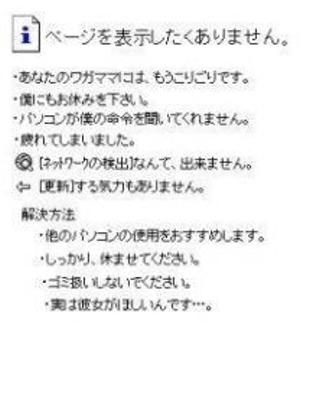 ページを表示したくありません。
・あなたのワガママには、もうこりごりです。
・僕にもお休みを下さい。
・パソコンが僕の命令を聞いてくれません。
・疲れてしまいました。
[ネットワークの検出]なんて、出来ません。
[更新]する気力もありません。
解決方法
・他のパソコンの使用をおすすめします。
・しっかり、休ませてください。
・ゴミ扱いしないでください。
・実は彼女がほしいんです…。